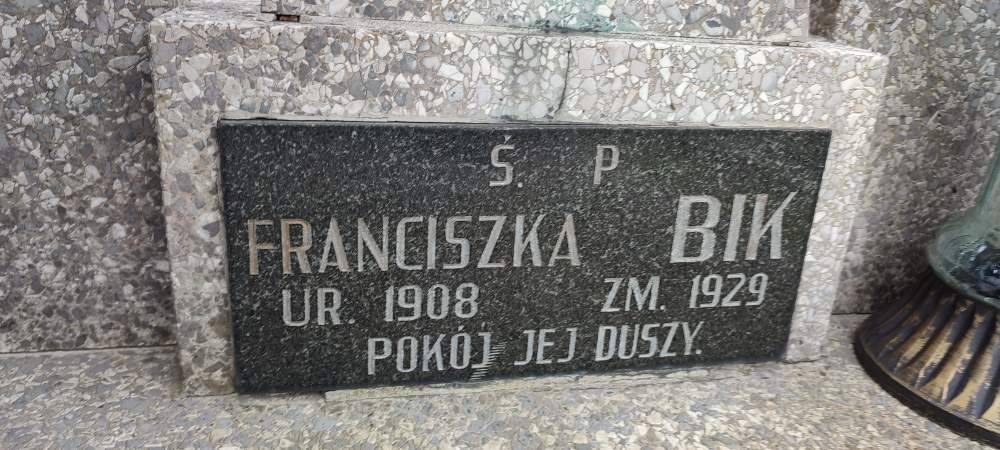 Ś. P
FRANCISZKA BIK
UR. 1908 ZM. 1929
POKÓJ JEJ DUSZY.